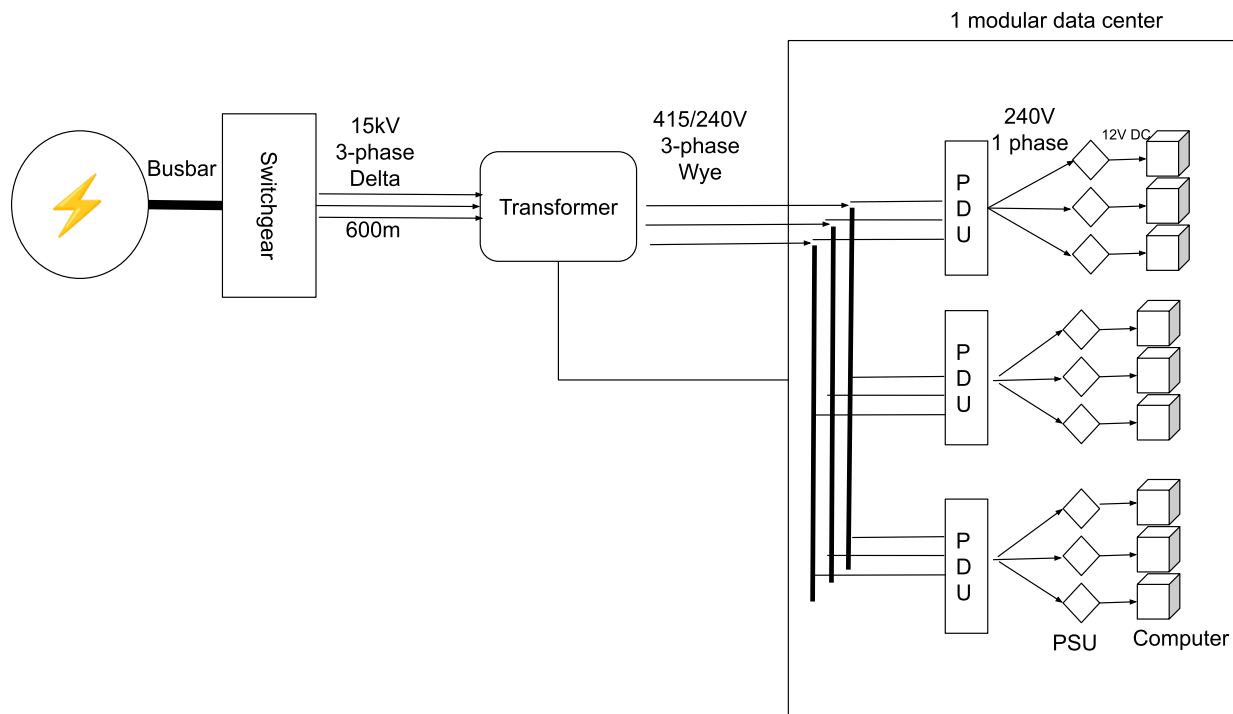 1 modular data center
Busbar
Switchgear
15kV
3-phase
Delta
600m
Transformer
415/240V
3-phase
Wye
P
D
U
240V
1 phase
12V DC
P
D
U
P
D
U
PSU
Computer